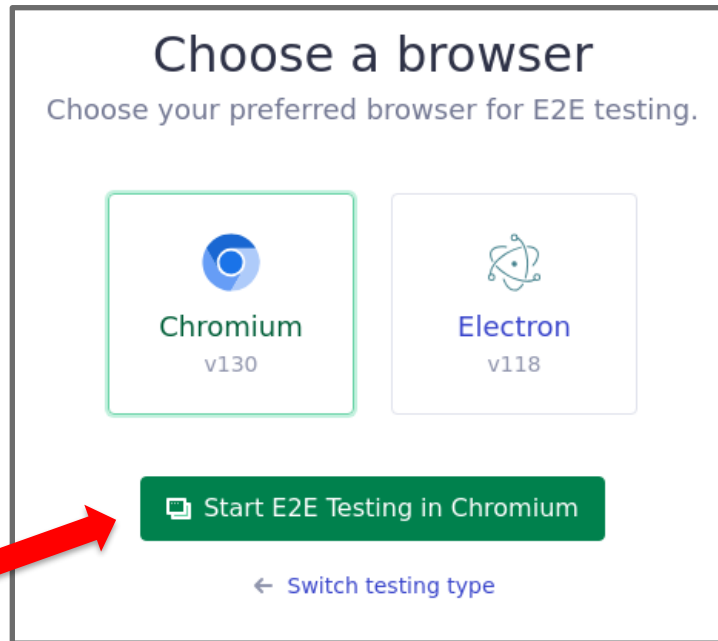 Choose a browser
Choose your preferred browser for E2E testing.
Chromium
v130
Electron
v118
Start E2E Testing in Chromium
← Switch testing type